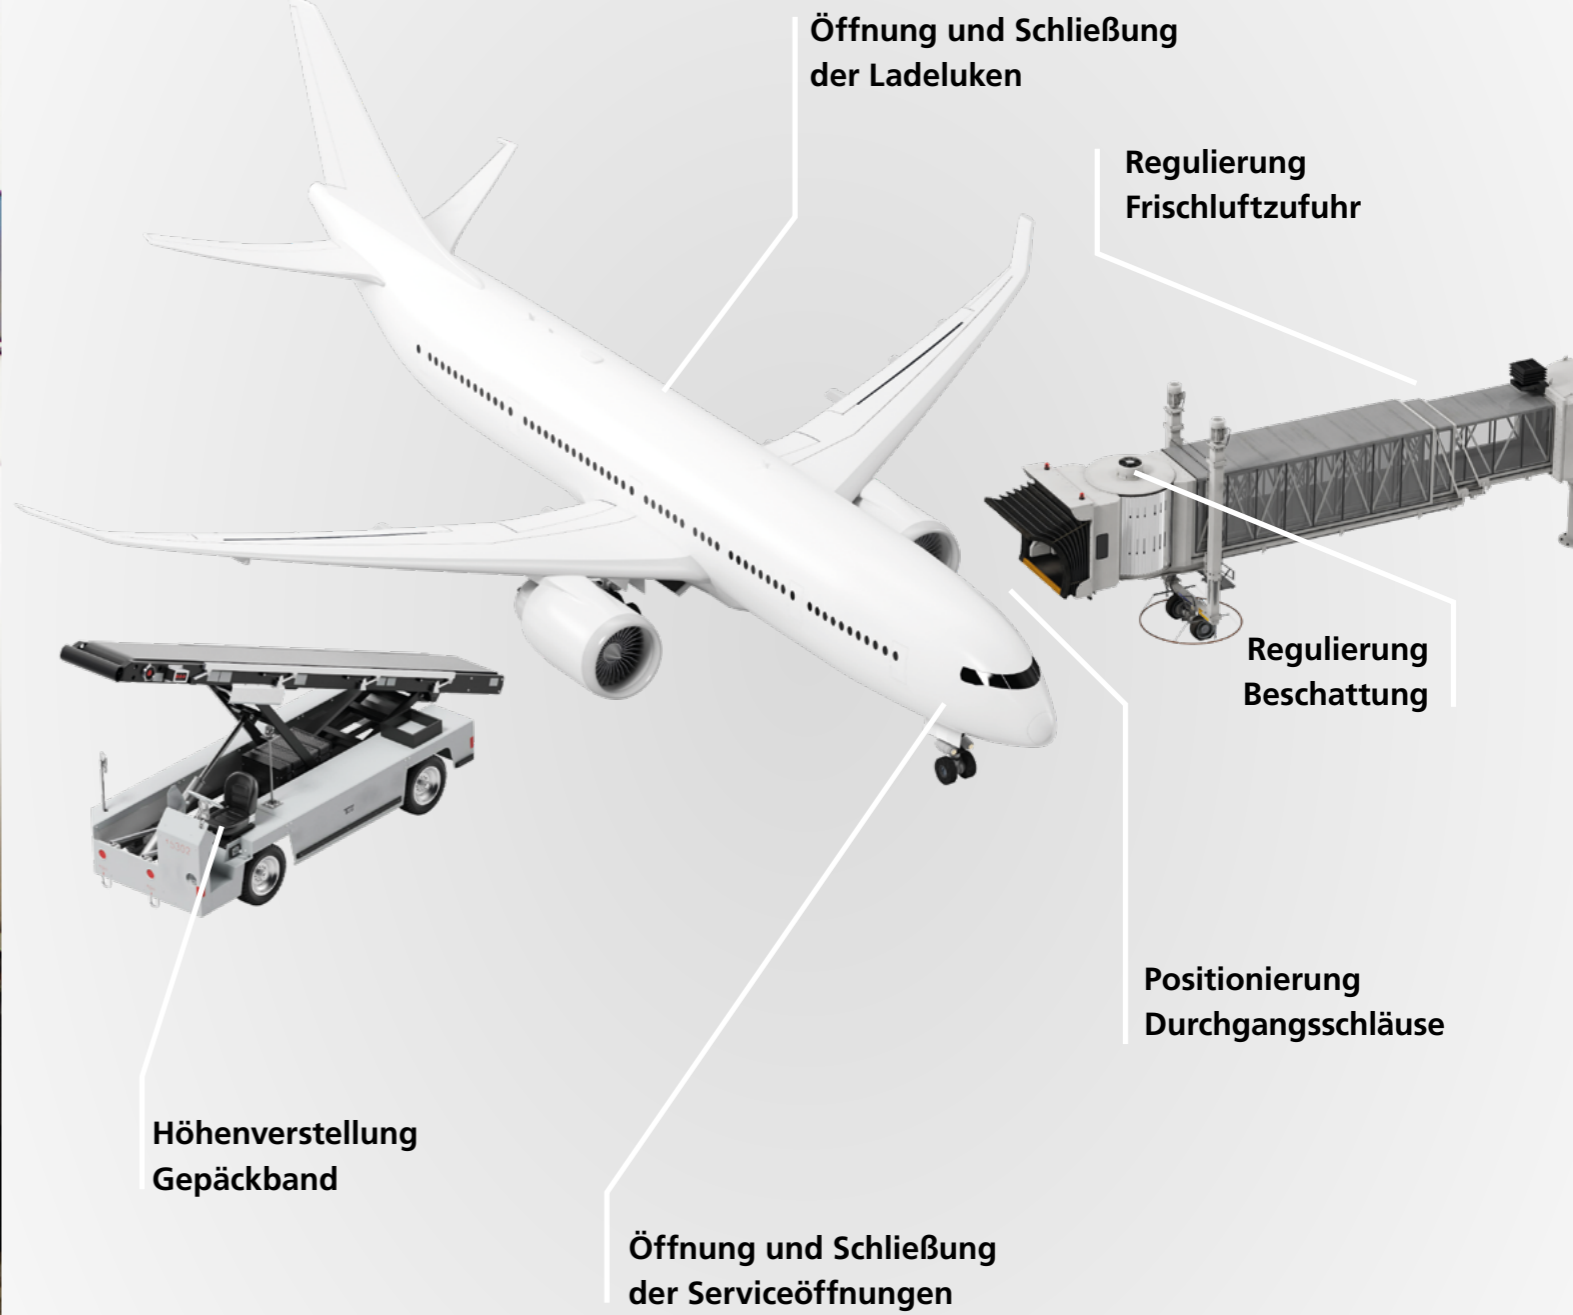 Öffnung und Schließung
der Ladeluken
Regulierung
Frischluftzufuhr
Regulierung
Beschattung
Positionierung
Durchgangsschläuse
Höhenverstellung
Gepäckband
Öffnung und Schließung
der Serviceöffnungen